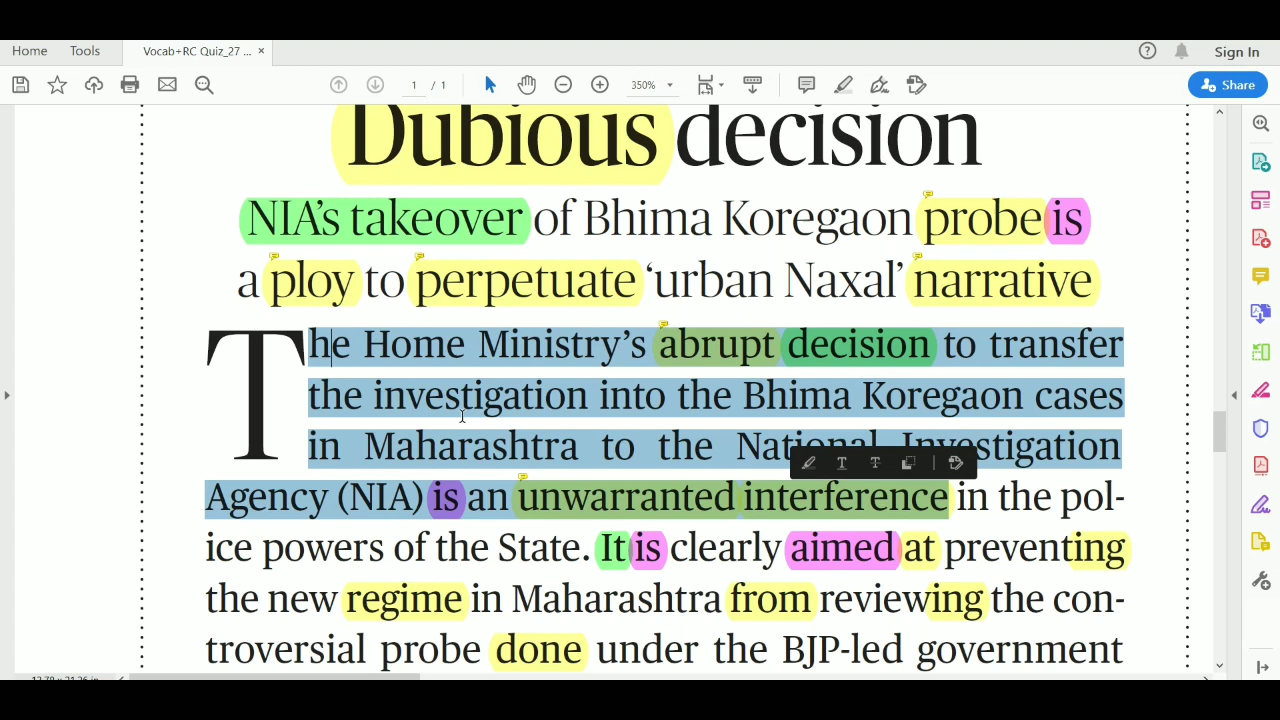 Home Tools Vocab+RC Quiz_27 ... × Sign In
1 / 1 350% Share
Dubious decision
NIA's takeover of Bhima Koregaon probe is
a ploy to perpetuate ‘urban Naxal’ narrative
The Home Ministry's abrupt decision to transfer
the investigation into the Bhima Koregaon cases
in Maharashtra to the National Investigation
Agency (NIA) is an unwarranted interference in the pol-
ice powers of the State. It is clearly aimed at preventing
the new regime in Maharashtra from reviewing the con-
troversial probe done under the BJP-led government